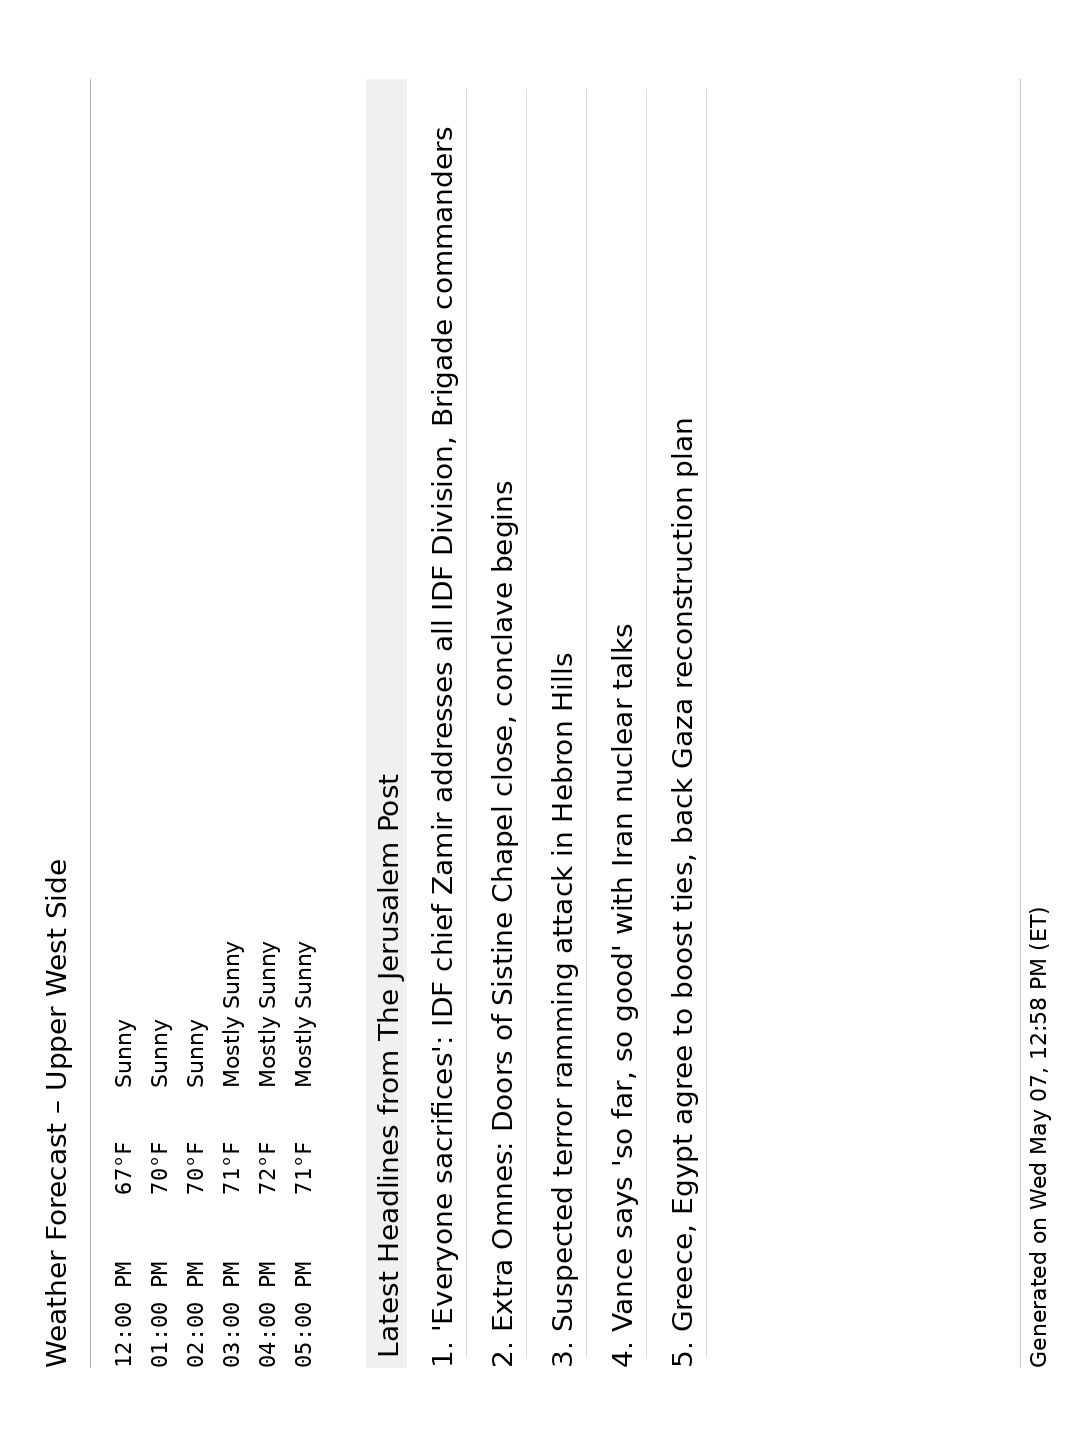 Weather Forecast – Upper West Side
12:00 PM 67°F Sunny
01:00 PM 70°F Sunny
02:00 PM 70°F Sunny
03:00 PM 71°F Mostly Sunny
04:00 PM 72°F Mostly Sunny
05:00 PM 71°F Mostly Sunny
Latest Headlines from The Jerusalem Post
1. 'Everyone sacrifices': IDF chief Zamir addresses all IDF Division, Brigade commanders
2. Extra Omnes: Doors of Sistine Chapel close, conclave begins
3. Suspected terror ramming attack in Hebron Hills
4. Vance says 'so far, so good' with Iran nuclear talks
5. Greece, Egypt agree to boost ties, back Gaza reconstruction plan
Generated on Wed May 07, 12:58 PM (ET)